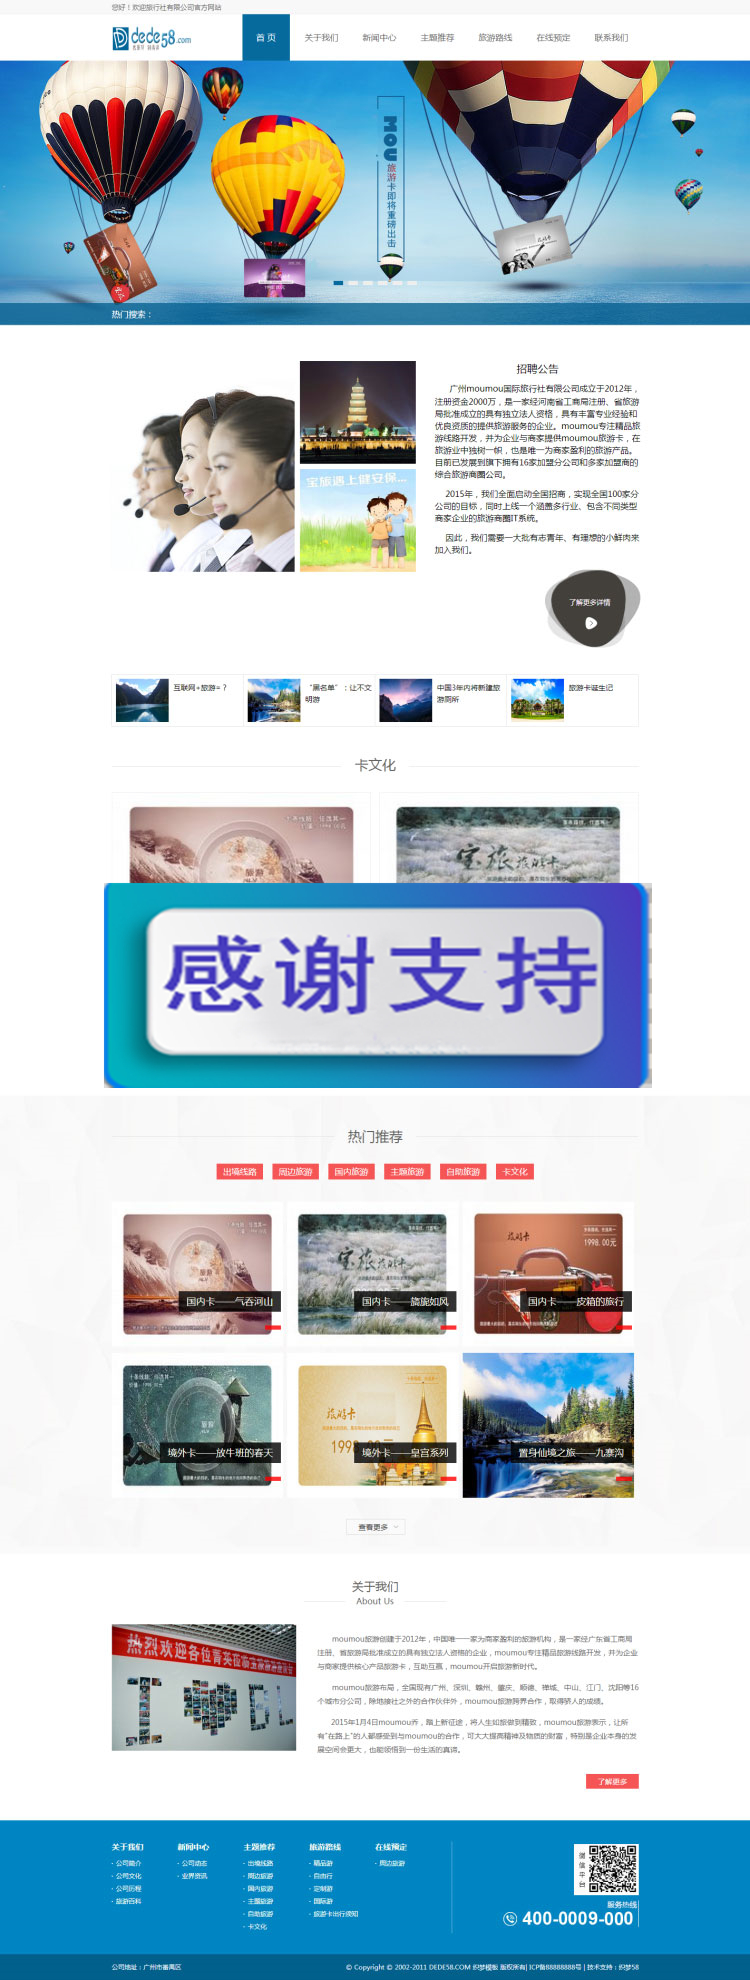 您好！欢迎旅行社有限公司官方网站
dede58.com
首 页
关于我们
新闻中心
主题推荐
旅游路线
在线预定
联系我们
MOU
旅游卡即将重磅出击
热门搜索：
招聘公告
广州moumou国际旅行社有限公司成立于2012年，
注册资金2000万，是一家经河南省工商局注册、省旅游
局批准成立的具有独立法人资格，具有丰富专业经验和
优良资质的提供旅游服务的企业。moumou专注精品旅
游线路开发，并为企业与商家提供moumou旅游卡，在
旅游业中独树一帜，也是唯一为商家盈利的旅游产品。
目前已发展到旗下拥有16家加盟分公司和多家加盟商的
综合旅游商圈公司。
2015年，我们全面启动全国招商，实现全国100家分
公司的目标，同时上线一个涵盖多行业、包含不同类型
商家企业的旅游商圈IT系统。
因此，我们需要一大批有志青年、有理想的小鲜肉来
加入我们。
宝旅遇上健安保...
了解更多详情
互联网+旅游=？
“黑名单”：让不文
明游
中国3年内将新建旅
游厕所
旅游卡诞生记
卡文化
十条线路，任选其一
价值：1998.00元
旅游
宝旅 旅游卡
感谢支持
热门推荐
出境线路
周边旅游
国内旅游
主题旅游
自助旅游
卡文化
国内卡——气吞河山
国内卡——旖旎如风
旅游卡
1998.00元
国内卡——皮箱的旅行
境外卡——放牛班的春天
旅游卡
境外卡——皇宫系列
置身仙境之旅——九寨沟
查看更多
关于我们
About Us
热烈欢迎各位菁英莅临
moumou旅游创建于2012年，中国唯一一家为商家盈利的旅游机构，是一家经广东省工商局
注册、省旅游局批准成立的具有独立法人资格的企业，moumou专注精品旅游线路开发，并为企业
与商家提供核心产品旅游卡，互助互赢，moumou开启旅游新时代。
moumou旅游布局，全国现有广州、深圳、赣州、肇庆、顺德、禅城、中山、江门、沈阳等16
个城市分公司，除地接社之外的合作伙伴外，moumou旅游跨界合作，取得骄人的成绩。
2015年1月4日moumou乔，踏上新征途，将人生如旅做到精致，moumou旅游表示，让所
有“在路上”的人都感受到与moumou的合作，可大大提高精神及物质的财富，特别是企业本身的发
展空间会更大，也能领悟到一份生活的真谛。
了解更多
关于我们
· 公司简介
· 公司文化
· 公司历程
· 旅游百科
新闻中心
· 公司动态
· 业界资讯
主题推荐
· 出境线路
· 周边旅游
· 国内旅游
· 主题旅游
· 自助旅游
· 卡文化
旅游路线
· 精品游
· 自由行
· 定制游
· 国际游
· 旅游卡出行须知
在线预定
· 周边旅游
微信平台
服务热线
400-0009-000
公司地址：广州市番禺区
© Copyright © 2002-2011 DEDE58.COM 织梦模板 版权所有| ICP备88888888号 | 技术支持：织梦58